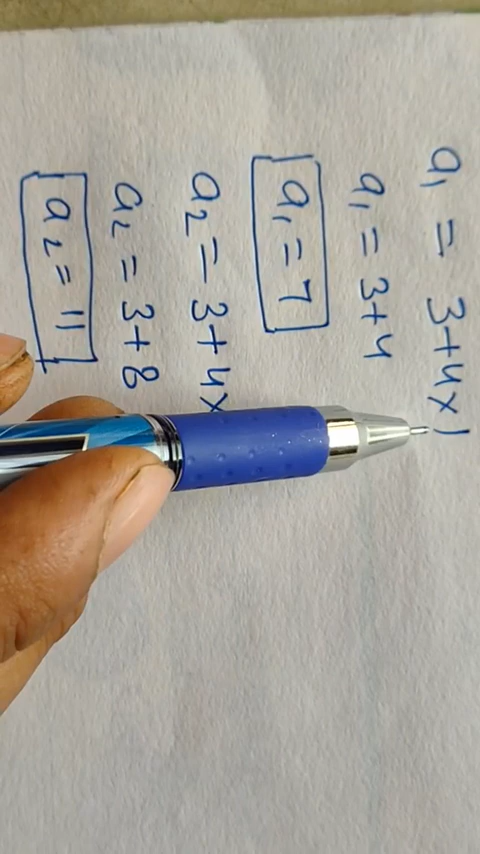 a₁ = 3+4×1
a₁ = 3+4
a₁ = 7
a₂ = 3+4×
a₂ = 3+8
a₂ = 11